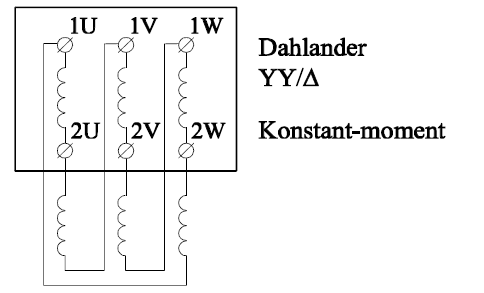 1U 1V 1W
2U 2V 2W
Dahlander
YY/Δ
Konstant-moment